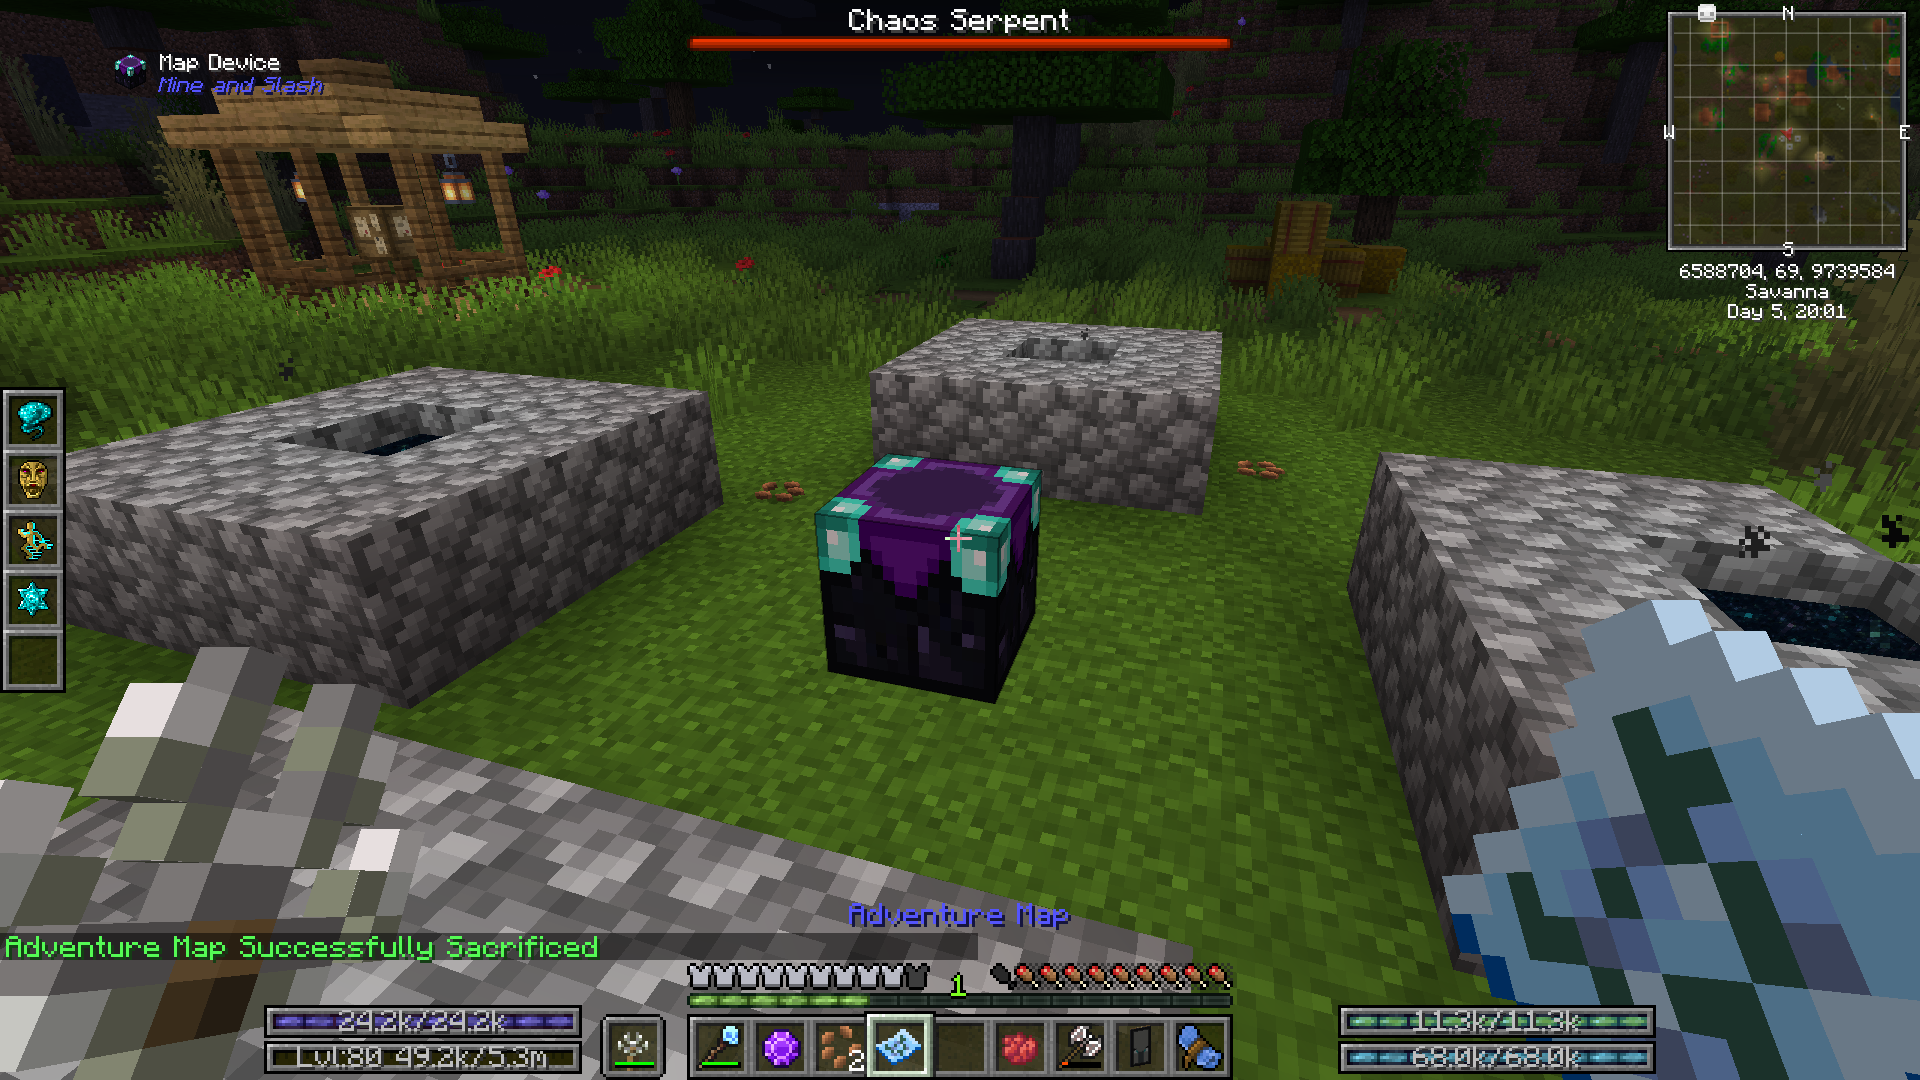 Chaos Serpent
Map Device
Mine and Slash
N
W
E
S
6588704, 69, 9739584
Savanna
Day 5, 20:01
Adventure Map
Adventure Map Successfully Sacrificed
1
24.2k/24.2k
Lvl:80 49.2k/5.3m
2
11.3k/11.3k
68.0k/68.0k